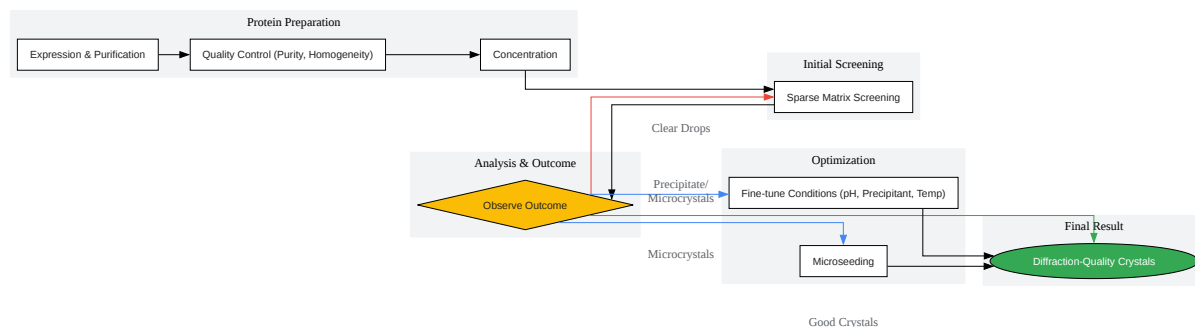 Protein Preparation
Expression & Purification
Quality Control (Purity, Homogeneity)
Concentration
Initial Screening
Sparse Matrix Screening
Clear Drops
Analysis & Outcome
Observe Outcome
Precipitate/
Microcrystals
Optimization
Fine-tune Conditions (pH, Precipitant, Temp)
Microcrystals
Microseeding
Final Result
Diffraction-Quality Crystals
Good Crystals